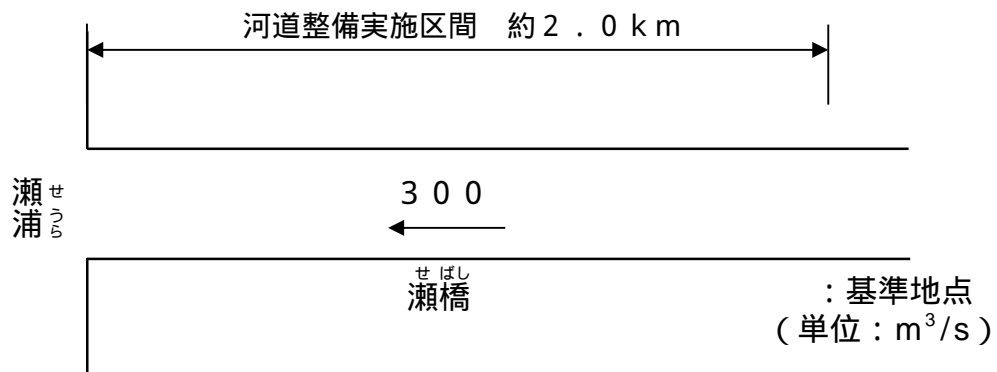 河道整備実施区間 約2.0km
瀬浦
せうら
300
せばし
瀬橋
:基準地点
(単位:m³/s)